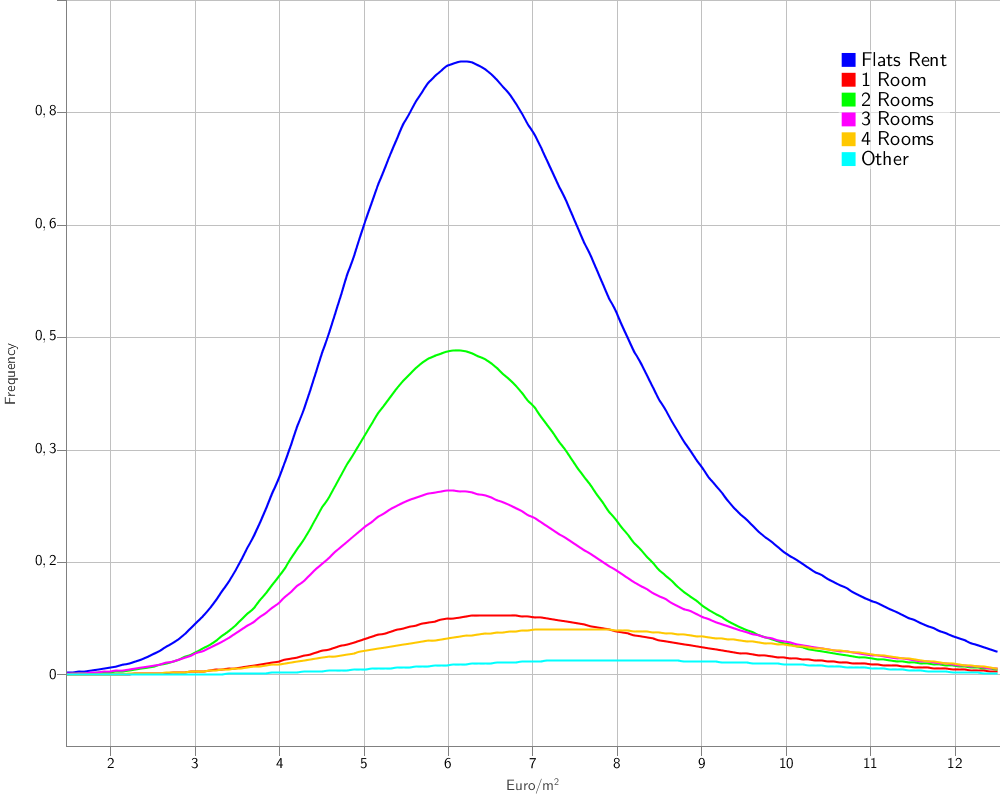 Flats Rent
1 Room
2 Rooms
3 Rooms
4 Rooms
Other
0,8
0,6
0,5
0,3
0,2
0
Frequency
2 3 4 5 6 7 8 9 10 11 12
Euro/m²